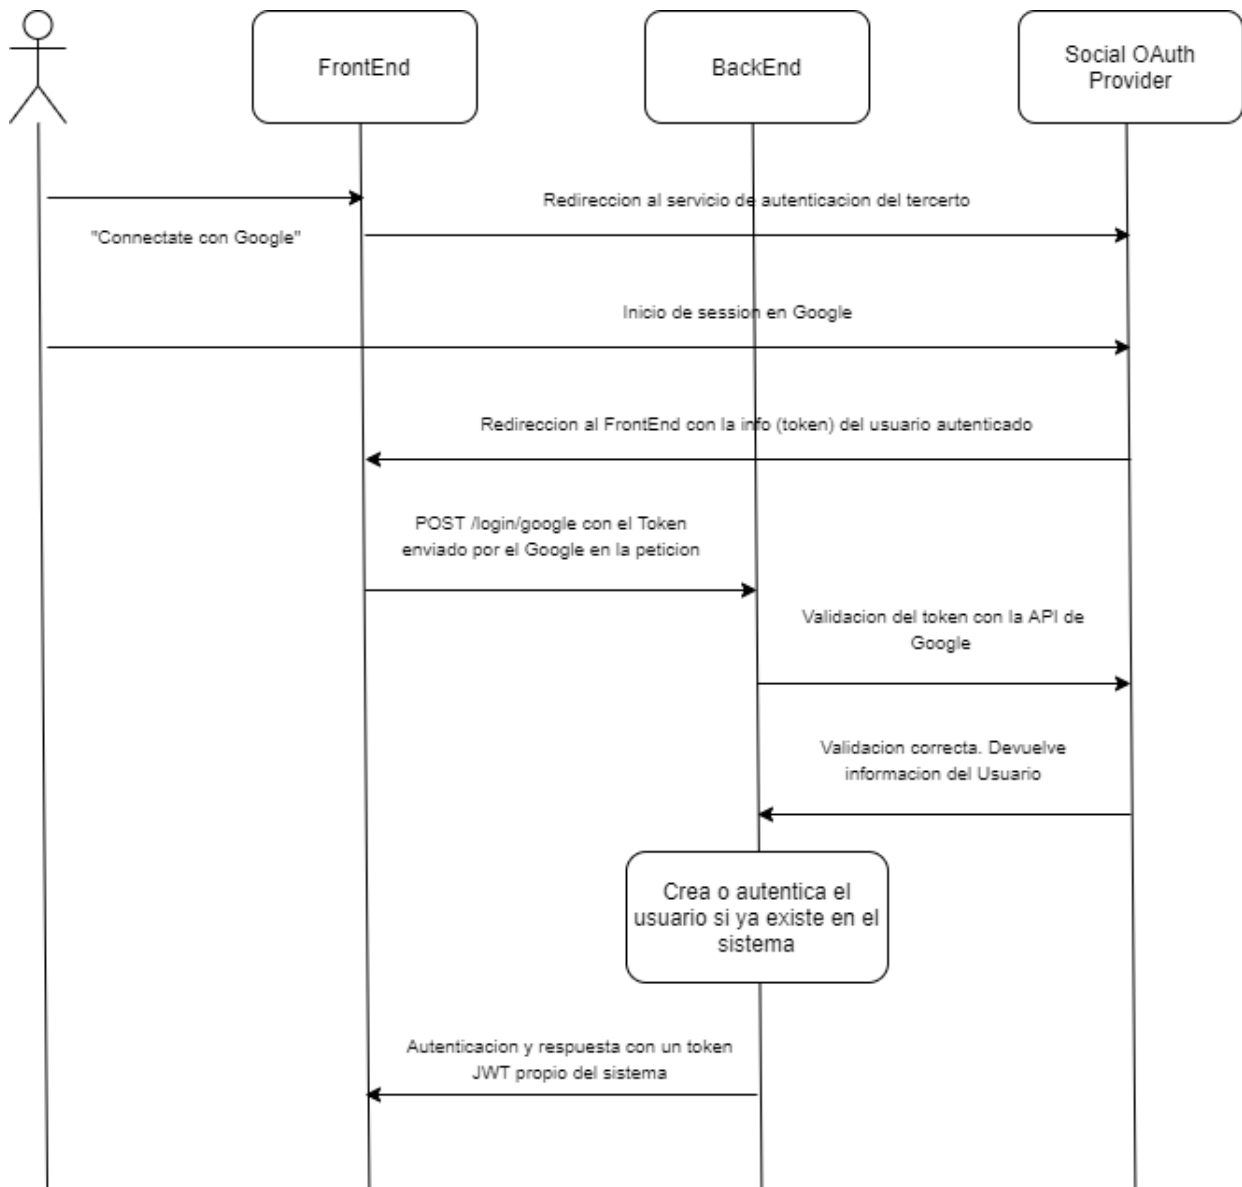 FrontEnd
BackEnd
Social OAuth
Provider
Redireccion al servicio de autenticacion del tercerto
"Connectate con Google"
Inicio de session en Google
Redireccion al FrontEnd con la info (token) del usuario autenticado
POST /login/google con el Token
enviado por el Google en la peticion
Validacion del token con la API de
Google
Validacion correcta. Devuelve
informacion del Usuario
Crea o autentica el
usuario si ya existe en el
sistema
Autenticacion y respuesta con un token
JWT propio del sistema